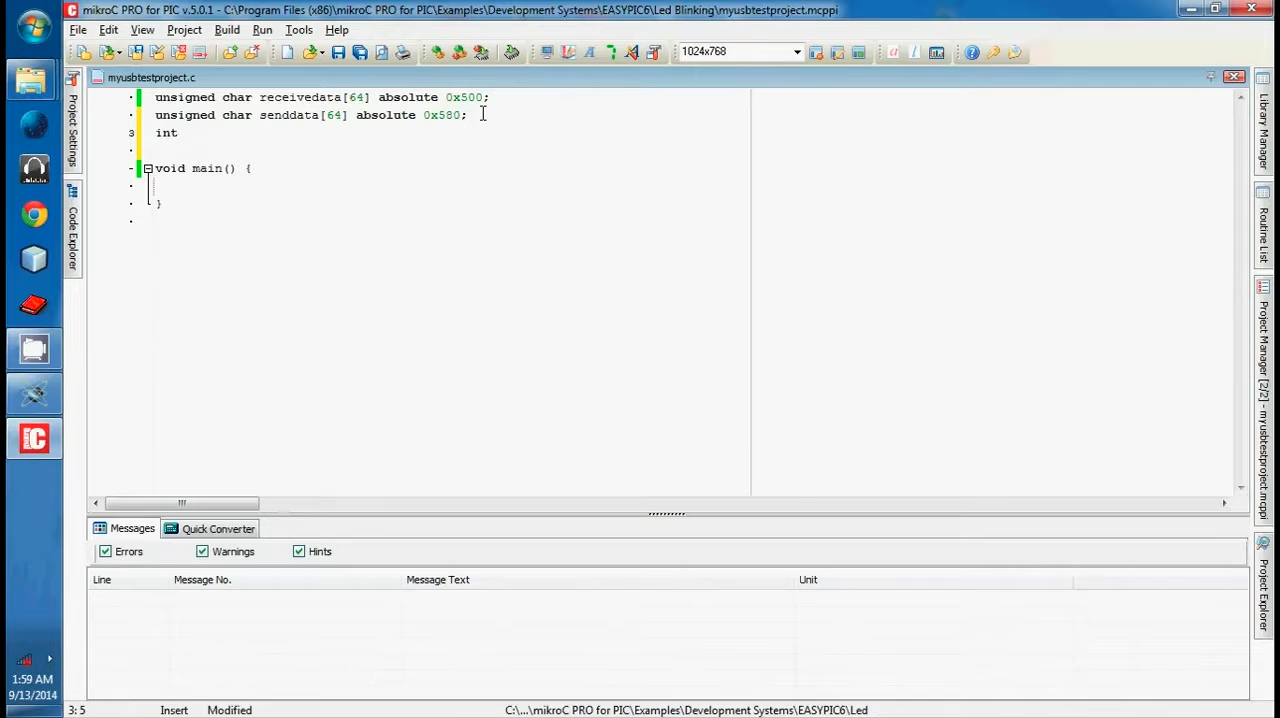 mikroC PRO for PIC v.5.0.1 - C:\Program Files (x86)\mikroC PRO for PIC\Examples\Development Systems\EASYPIC6\Led Blinking\myusbtestproject.mcppi
File Edit View Project Build Run Tools Help
1024x768
myusbtestproject.c
unsigned char receivedata[64] absolute 0x500;
unsigned char senddata[64] absolute 0x580;
3 int
void main() {
}
Project Settings
Code Explorer
Library Manager
Routine List
Project Manager [2/2] - myusbtestproject.mcppi
Project Explorer
Messages Quick Converter
Errors Warnings Hints
Line Message No. Message Text Unit
1:59 AM
9/13/2014
3: 5 Insert Modified C:\...\mikroC PRO for PIC\Examples\Development Systems\EASYPIC6\Led